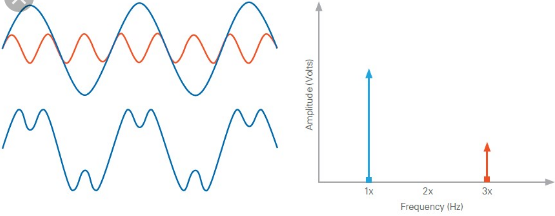 Amplitude (Volts)
1x
2x
3x
Frequency (Hz)